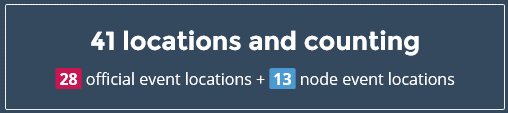 41 locations and counting
28 official event locations + 13 node event locations